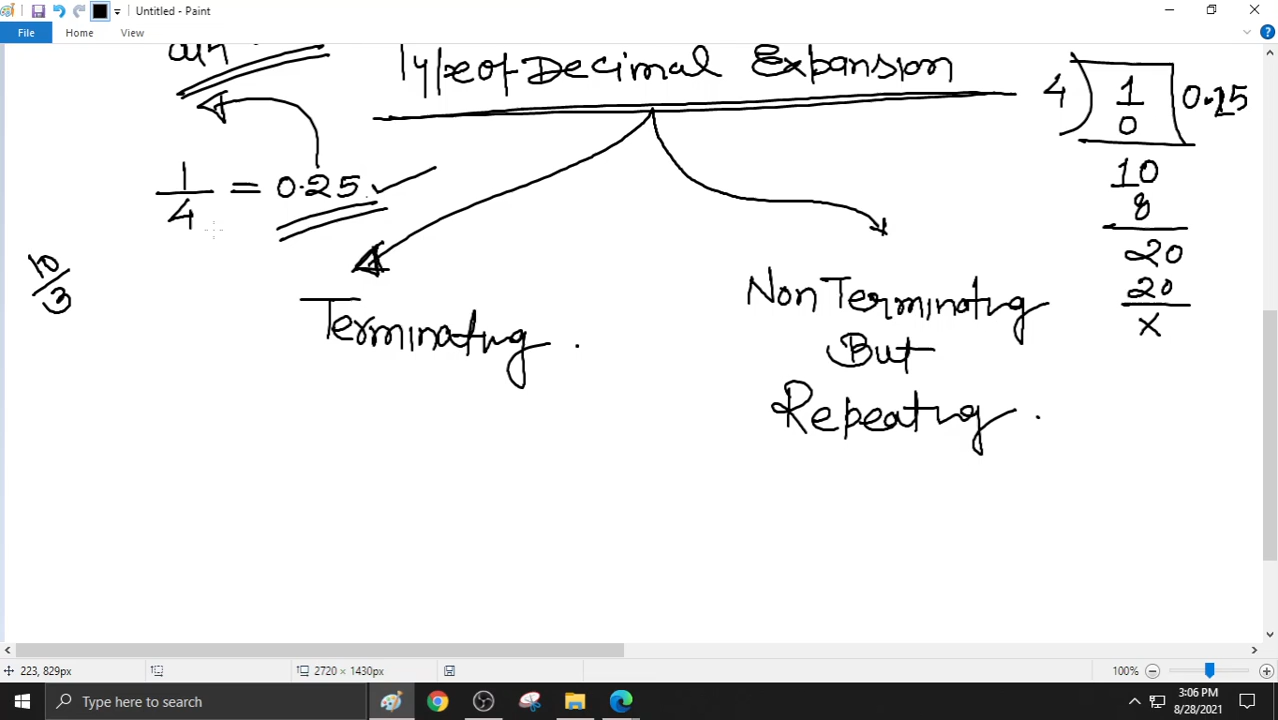 Untitled - Paint
File Home View
Type of Decimal Expansion
4 ) 1 0.25
0
10
8
20
20
x
1/4 = 0.25
10/3
Terminating .
Non Terminating
But
Repeating .
223, 829px
2720 × 1430px
100%
Type here to search
3:06 PM
8/28/2021